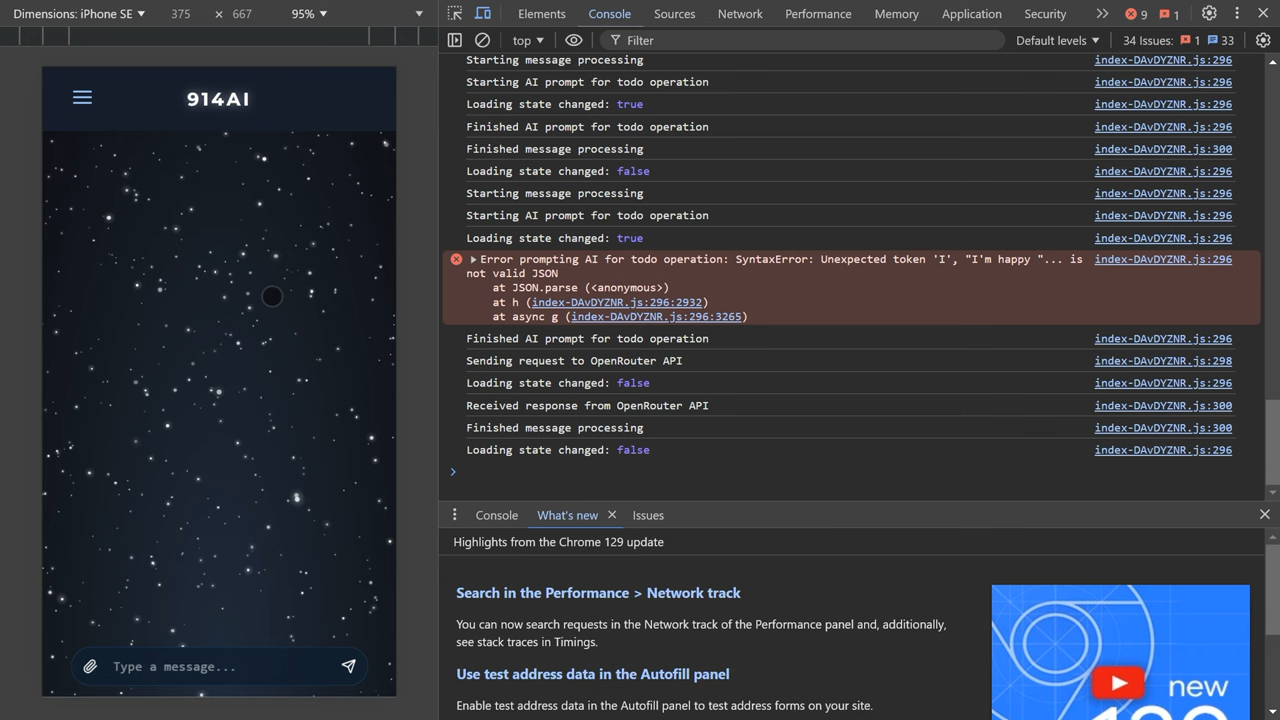 Dimensions: iPhone SE 375 × 667 95%
Elements Console Sources Network Performance Memory Application Security 9 1
top Filter Default levels 34 Issues: 1 33
914AI
Type a message...
Starting message processing index-DAvDYZNR.js:296
Starting AI prompt for todo operation index-DAvDYZNR.js:296
Loading state changed: true index-DAvDYZNR.js:296
Finished AI prompt for todo operation index-DAvDYZNR.js:296
Finished message processing index-DAvDYZNR.js:300
Loading state changed: false index-DAvDYZNR.js:296
Starting message processing index-DAvDYZNR.js:296
Starting AI prompt for todo operation index-DAvDYZNR.js:296
Loading state changed: true index-DAvDYZNR.js:296
Error prompting AI for todo operation: SyntaxError: Unexpected token 'I', "I'm happy "... is index-DAvDYZNR.js:296
not valid JSON
at JSON.parse (<anonymous>)
at h (index-DAvDYZNR.js:296:2932)
at async g (index-DAvDYZNR.js:296:3265)
Finished AI prompt for todo operation index-DAvDYZNR.js:296
Sending request to OpenRouter API index-DAvDYZNR.js:298
Loading state changed: false index-DAvDYZNR.js:296
Received response from OpenRouter API index-DAvDYZNR.js:300
Finished message processing index-DAvDYZNR.js:300
Loading state changed: false index-DAvDYZNR.js:296
Console What's new Issues
Highlights from the Chrome 129 update
Search in the Performance > Network track
You can now search requests in the Network track of the Performance panel and, additionally,
see stack traces in Timings.
Use test address data in the Autofill panel
Enable test address data in the Autofill panel to test address forms on your site.
new